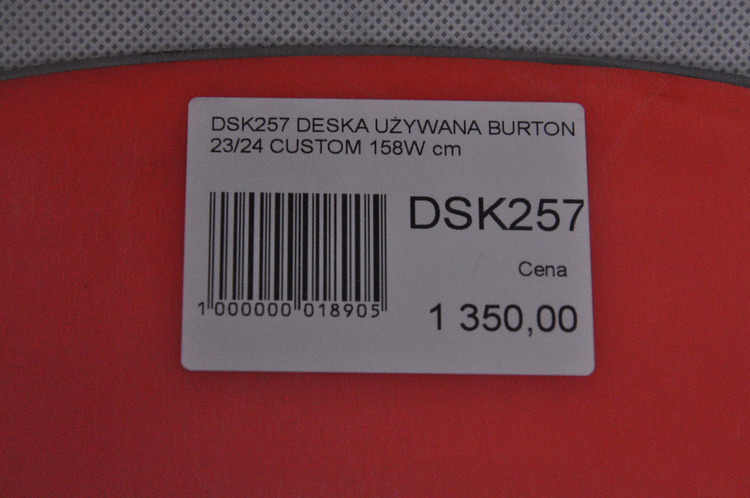 DSK257 DESKA UŻYWANA BURTON
23/24 CUSTOM 158W cm
DSK257
Cena
1 350,00
1 000000 018905